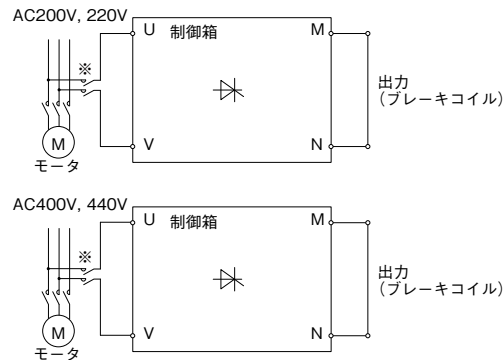 AC200V, 220V
U 制御箱 M
※
出力
（ブレーキコイル）
M
V N
モータ
AC400V, 440V
U 制御箱 M
※
出力
（ブレーキコイル）
M
V N
モータ